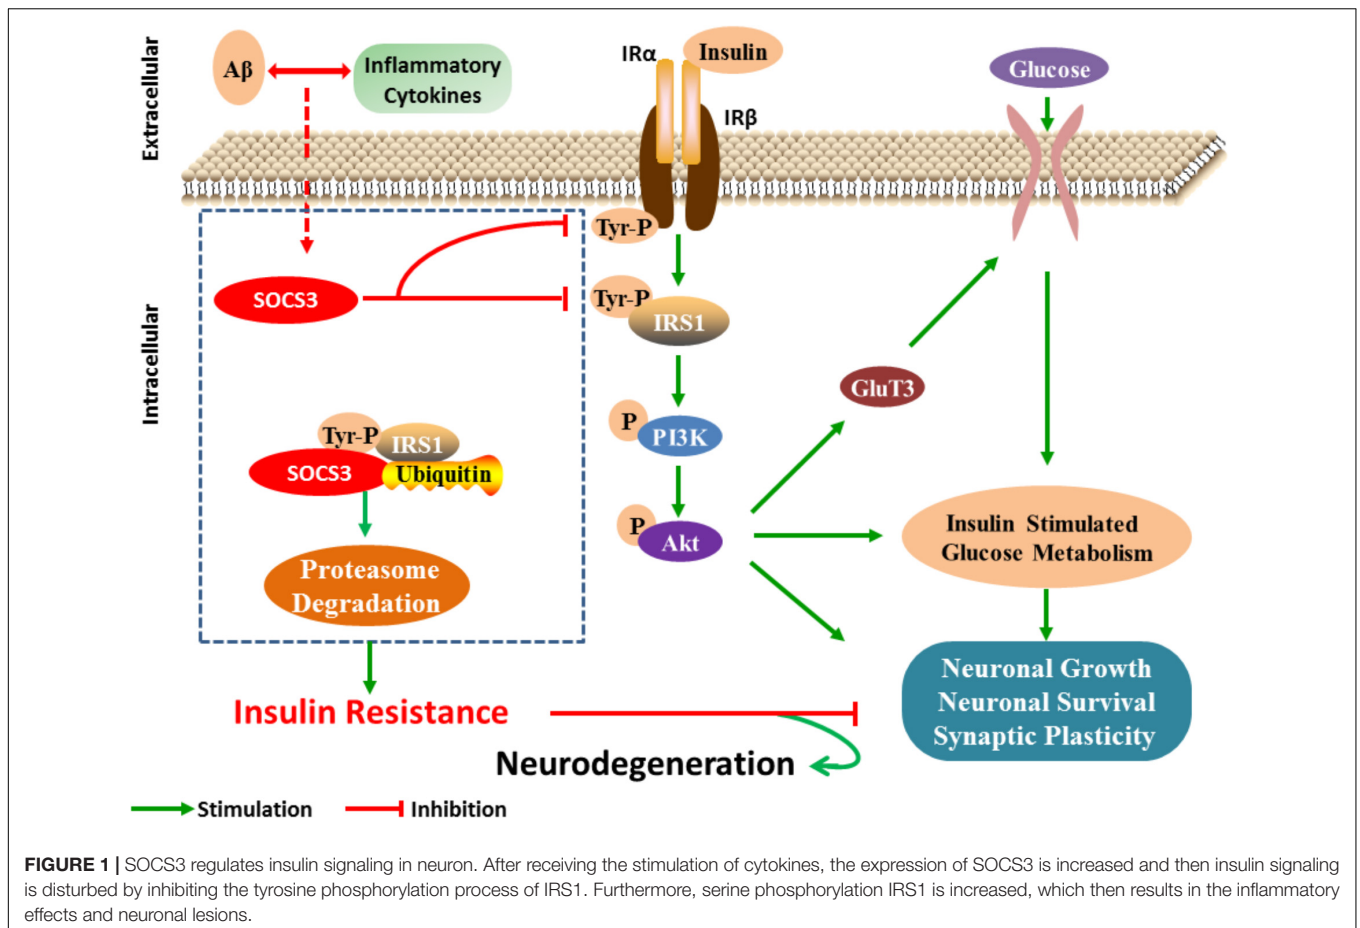 Extracellular
Intracellular
Aβ
Inflammatory
Cytokines
IRα
Insulin
IRβ
Glucose
Tyr-P
SOCS3
Tyr-P
IRS1
GluT3
P
PI3K
Tyr-P
IRS1
SOCS3
Ubiquitin
P
Akt
Insulin Stimulated
Glucose Metabolism
Proteasome
Degradation
Neuronal Growth
Neuronal Survival
Synaptic Plasticity
Insulin Resistance
Neurodegeneration
Stimulation
Inhibition
FIGURE 1 | SOCS3 regulates insulin signaling in neuron. After receiving the stimulation of cytokines, the expression of SOCS3 is increased and then insulin signaling
is disturbed by inhibiting the tyrosine phosphorylation process of IRS1. Furthermore, serine phosphorylation IRS1 is increased, which then results in the inflammatory
effects and neuronal lesions.